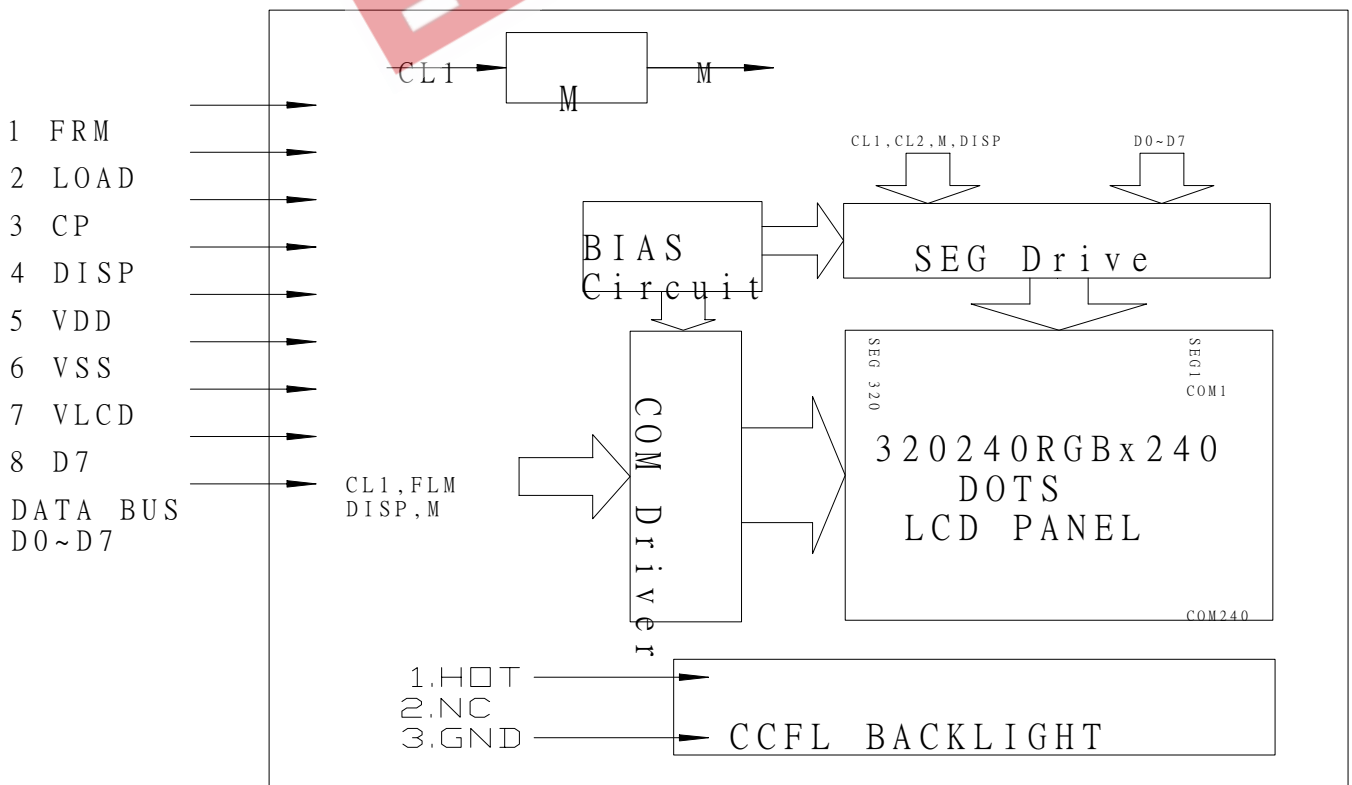 CL1
M
M
1 FRM
2 LOAD
3 CP
4 DISP
5 VDD
6 VSS
7 VLCD
8 D7
DATA BUS
D0~D7
CL1,CL2,M,DISP
D0~D7
BIAS
Circuit
SEG Drive
CL1,FLM
DISP,M
COM Driver
SEG 320
SEG1
COM1
320240RGBx240
DOTS
LCD PANEL
COM240
1.HOT
2.NC
3.GND
CCFL BACKLIGHT